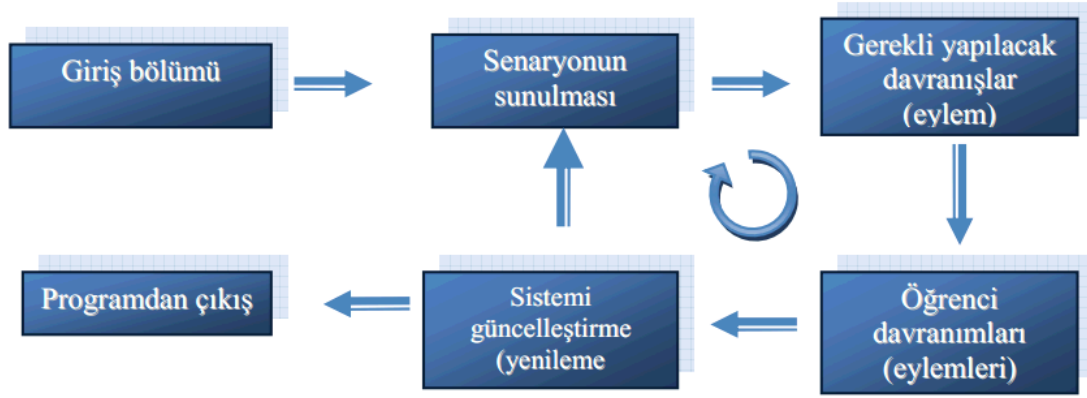 Giriş bölümü
Senaryonun
sunulması
Gerekli yapılacak
davranışlar
(eylem)
Programdan çıkış
Sistemi
güncelleştirme
(yenileme
Öğrenci
davranımları
(eylemleri)